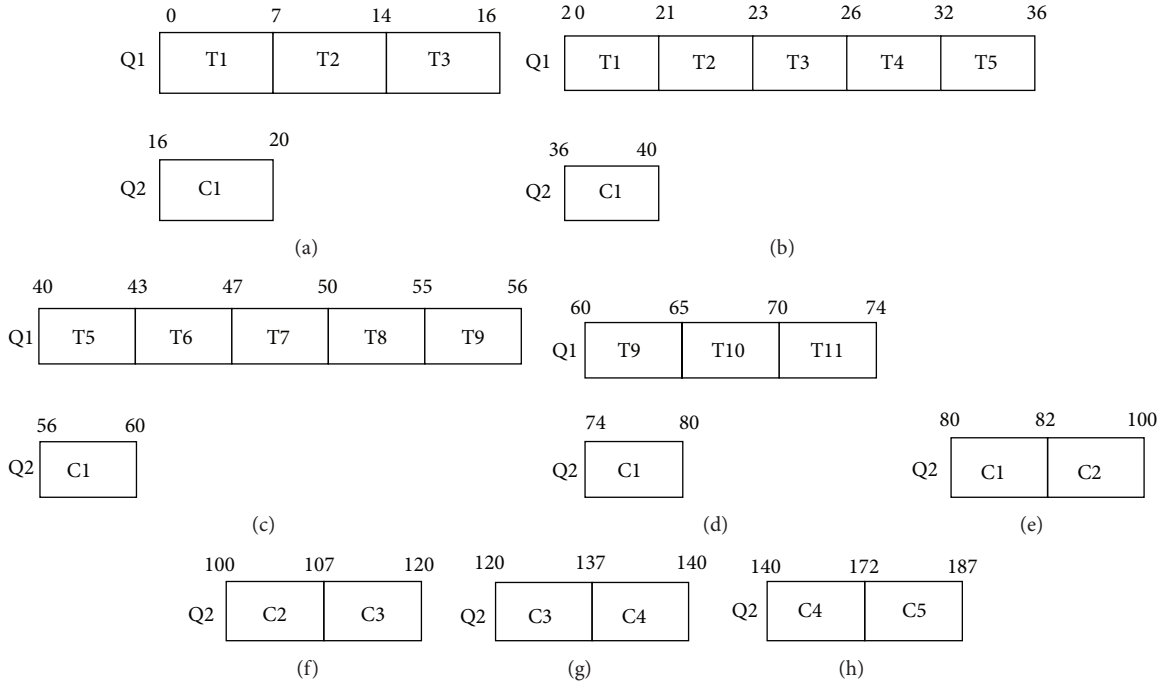 0 7 14 16
Q1 T1 T2 T3
16 20
Q2 C1
(a)
20 21 23 26 32 36
Q1 T1 T2 T3 T4 T5
36 40
Q2 C1
(b)
40 43 47 50 55 56
Q1 T5 T6 T7 T8 T9
56 60
Q2 C1
(c)
60 65 70 74
Q1 T9 T10 T11
74 80
Q2 C1
(d)
80 82 100
Q2 C1 C2
(e)
100 107 120
Q2 C2 C3
(f)
120 137 140
Q2 C3 C4
(g)
140 172 187
Q2 C4 C5
(h)